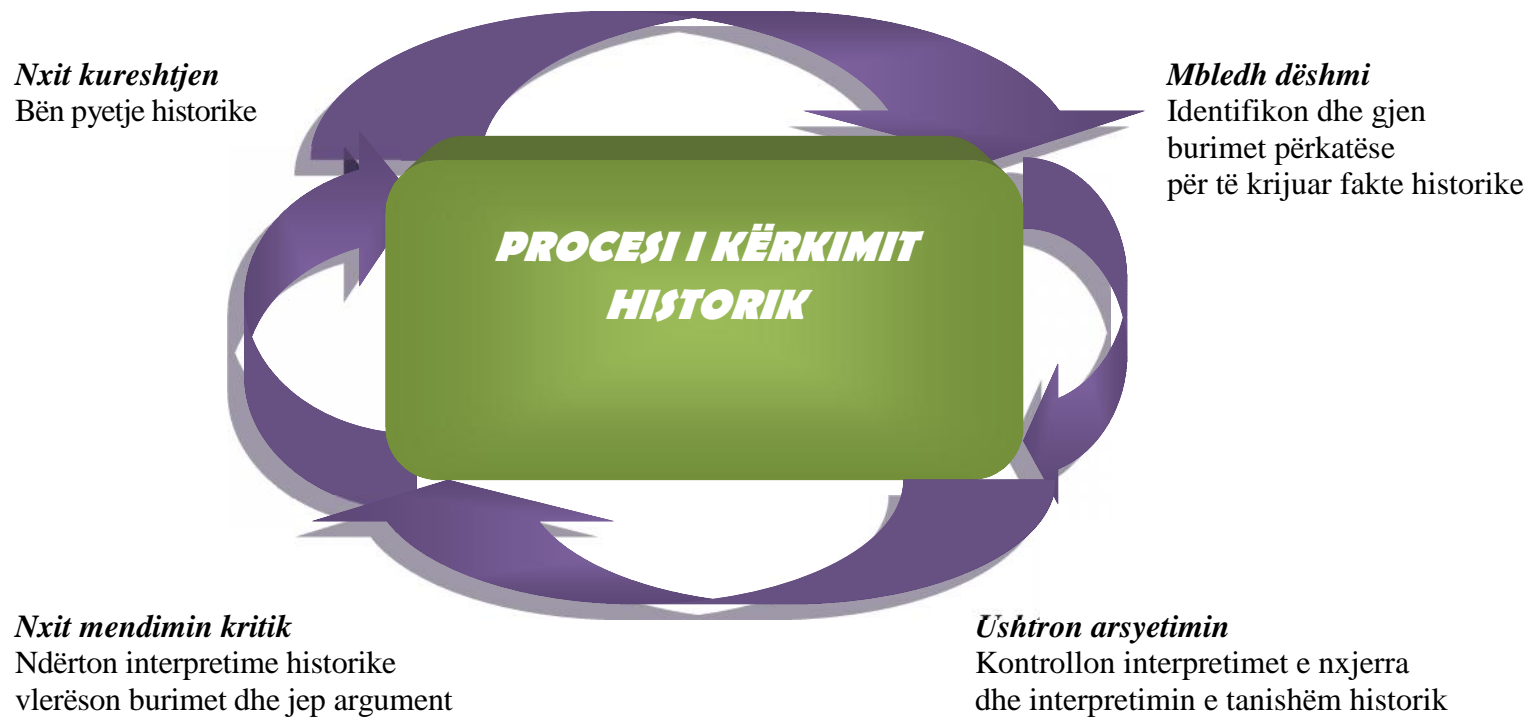 Nxit kureshtjen
Bën pyetje historike
Mbledh dëshmi
Identifikon dhe gjen
burimet përkatëse
për të krijuar fakte historike
PROCESI I KËRKIMIT
HISTORIK
Nxit mendimin kritik
Ndërton interpretime historike
vlerëson burimet dhe jep argument
Ushtron arsyetimin
Kontrollon interpretimet e nxjerra
dhe interpretimin e tanishëm historik